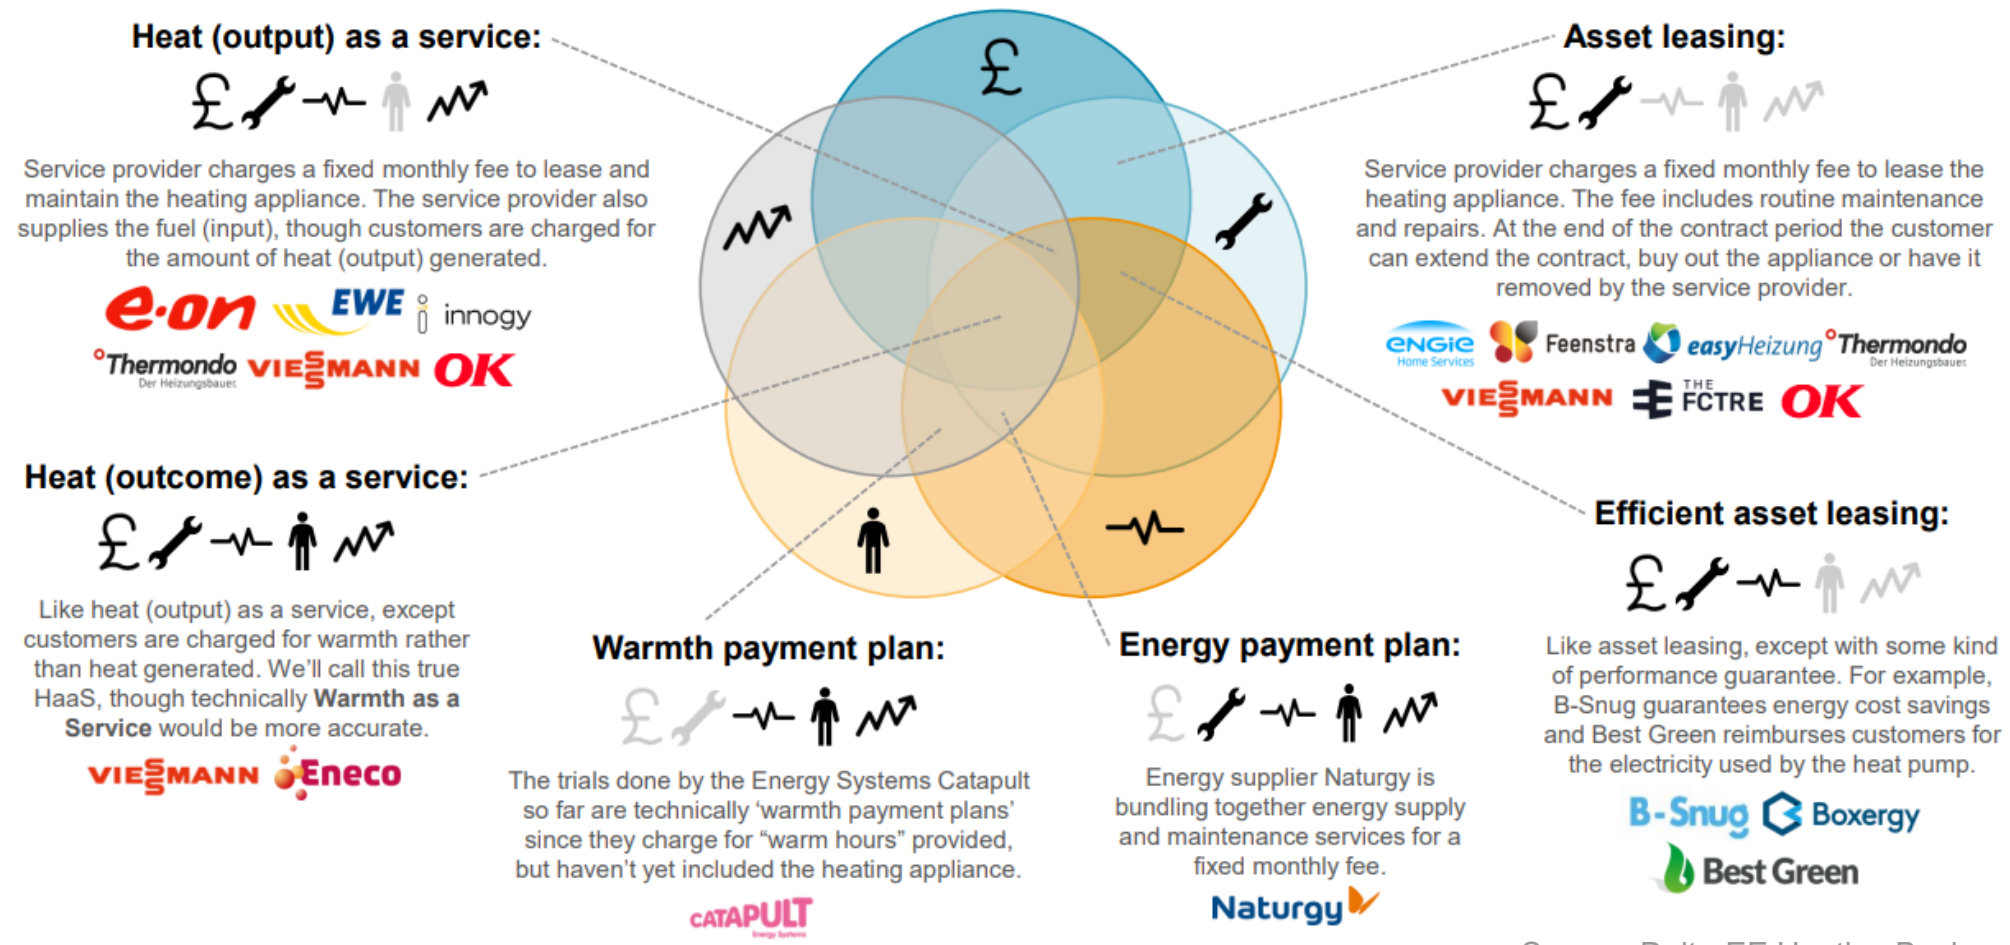 Heat (output) as a service:
£
Service provider charges a fixed monthly fee to lease and
maintain the heating appliance. The service provider also
supplies the fuel (input), though customers are charged for
the amount of heat (output) generated.
e·on EWE innogy
Thermondo
Der Heizungsbauer.
VIESSMANN OK
£
Asset leasing:
£
Service provider charges a fixed monthly fee to lease the
heating appliance. The fee includes routine maintenance
and repairs. At the end of the contract period the customer
can extend the contract, buy out the appliance or have it
removed by the service provider.
ENGIE
Home Services
Feenstra easyHeizung Thermondo
Der Heizungsbauer.
VIESSMANN THE FCTRE OK
Heat (outcome) as a service:
£
Like heat (output) as a service, except
customers are charged for warmth rather
than heat generated. We'll call this true
HaaS, though technically Warmth as a
Service would be more accurate.
VIESSMANN Eneco
Warmth payment plan:
£
The trials done by the Energy Systems Catapult
so far are technically ‘warmth payment plans’
since they charge for “warm hours” provided,
but haven't yet included the heating appliance.
CATAPULT
Energy Systems
Energy payment plan:
£
Energy supplier Naturgy is
bundling together energy supply
and maintenance services for a
fixed monthly fee.
Naturgy
Efficient asset leasing:
£
Like asset leasing, except with some kind
of performance guarantee. For example,
B-Snug guarantees energy cost savings
and Best Green reimburses customers for
the electricity used by the heat pump.
B-Snug Boxergy
Best Green